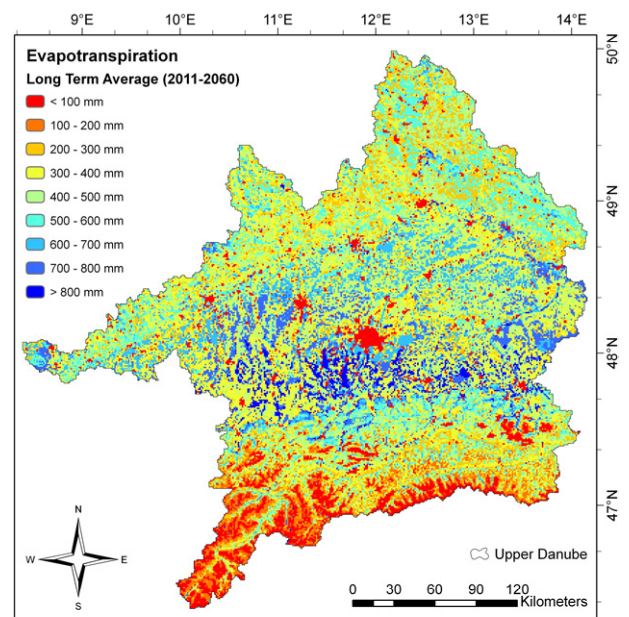 9°E 10°E 11°E 12°E 13°E 14°E
Evapotranspiration
Long Term Average (2011-2060)
< 100 mm
100 - 200 mm
200 - 300 mm
300 - 400 mm
400 - 500 mm
500 - 600 mm
600 - 700 mm
700 - 800 mm
> 800 mm
50°N
49°N
48°N
47°N
N
W E
S
Upper Danube
0 30 60 90 120
Kilometers